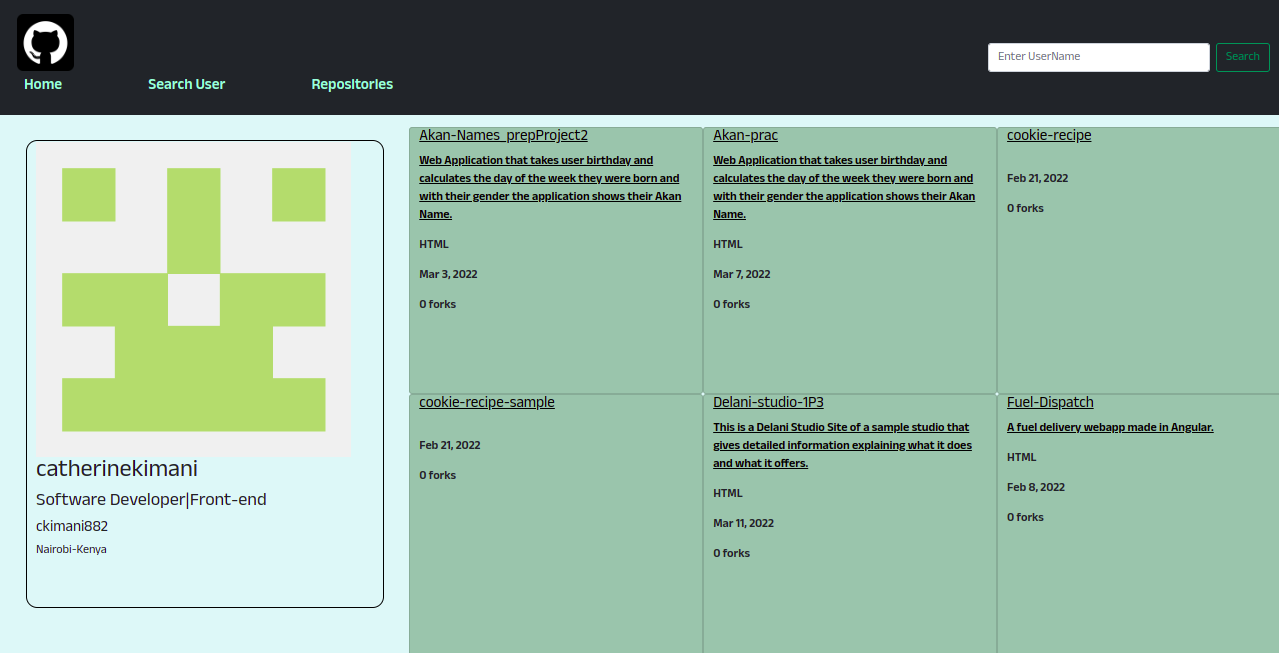 Home
Search User
Repositories
Enter UserName
Search
catherinekimani
Software Developer|Front-end
ckimani882
Nairobi-Kenya
Akan-Names_prepProject2
Web Application that takes user birthday and
calculates the day of the week they were born and
with their gender the application shows their Akan
Name.
HTML
Mar 3, 2022
0 forks
Akan-prac
Web Application that takes user birthday and
calculates the day of the week they were born and
with their gender the application shows their Akan
Name.
HTML
Mar 7, 2022
0 forks
cookie-recipe
Feb 21, 2022
0 forks
cookie-recipe-sample
Feb 21, 2022
0 forks
Delani-studio-1P3
This is a Delani Studio Site of a sample studio that
gives detailed information explaining what it does
and what it offers.
HTML
Mar 11, 2022
0 forks
Fuel-Dispatch
A fuel delivery webapp made in Angular.
HTML
Feb 8, 2022
0 forks